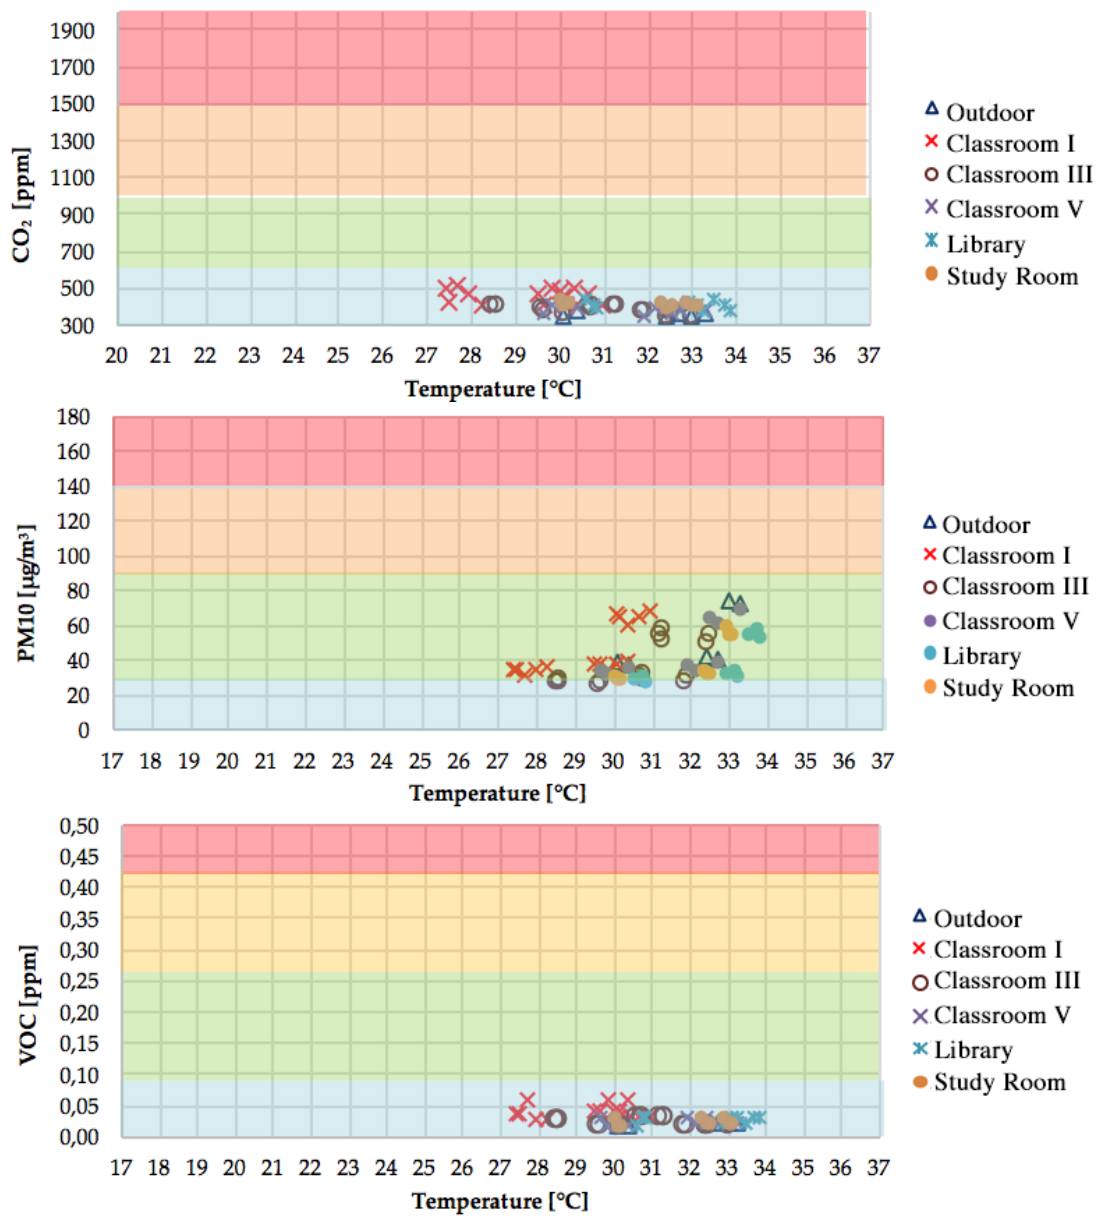 1900
1700
1500
1300
1100
900
700
500
300
CO₂ [ppm]
20 21 22 23 24 25 26 27 28 29 30 31 32 33 34 35 36 37
Temperature [°C]
Outdoor
Classroom I
Classroom III
Classroom V
Library
Study Room
180
160
140
120
100
80
60
40
20
0
PM10 [µg/m³]
17 18 19 20 21 22 23 24 25 26 27 28 29 30 31 32 33 34 35 36 37
Temperature [°C]
Outdoor
Classroom I
Classroom III
Classroom V
Library
Study Room
0,50
0,45
0,40
0,35
0,30
0,25
0,20
0,15
0,10
0,05
0,00
VOC [ppm]
17 18 19 20 21 22 23 24 25 26 27 28 29 30 31 32 33 34 35 36 37
Temperature [°C]
Outdoor
Classroom I
Classroom III
Classroom V
Library
Study Room